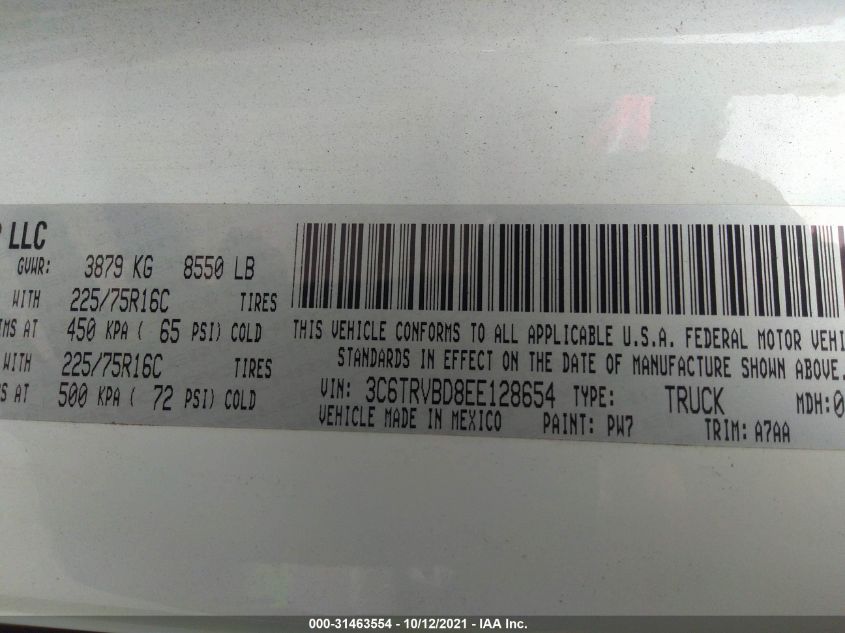 LLC
GVWR: 3879 KG 8550 LB
WITH 225/75R16C TIRES
AT 450 KPA ( 65 PSI) COLD
WITH 225/75R16C TIRES
AT 500 KPA ( 72 PSI) COLD
THIS VEHICLE CONFORMS TO ALL APPLICABLE U.S.A. FEDERAL MOTOR VEHI
STANDARDS IN EFFECT ON THE DATE OF MANUFACTURE SHOWN ABOVE.
VIN: 3C6TRVBD8EE128654 TYPE: TRUCK MDH:0
VEHICLE MADE IN MEXICO PAINT: PW7 TRIM: A7AA
000-31463554 - 10/12/2021 - IAA Inc.